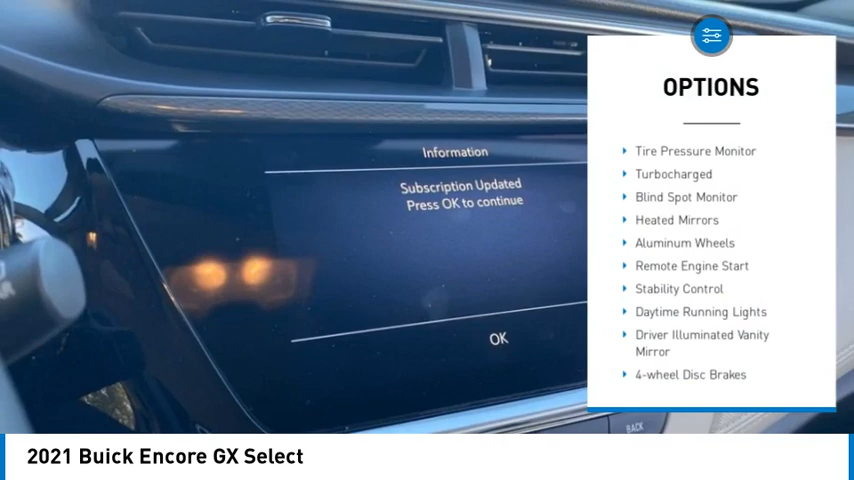 Information
Subscription Updated
Press OK to continue
OK
BACK
OPTIONS
Tire Pressure Monitor
Turbocharged
Blind Spot Monitor
Heated Mirrors
Aluminum Wheels
Remote Engine Start
Stability Control
Daytime Running Lights
Driver Illuminated Vanity
Mirror
4-wheel Disc Brakes
2021 Buick Encore GX Select